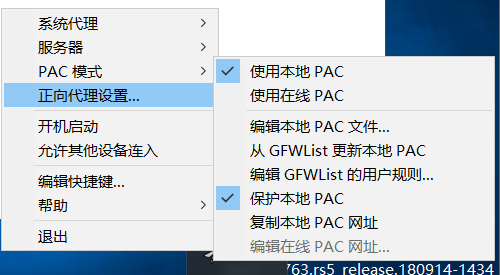 系统代理
服务器
PAC 模式
正向代理设置...
开机启动
允许其他设备连入
编辑快捷键...
帮助
退出
使用本地 PAC
使用在线 PAC
编辑本地 PAC 文件...
从 GFWList 更新本地 PAC
编辑 GFWList 的用户规则...
保护本地 PAC
复制本地 PAC 网址
编辑在线 PAC 网址...
763.rs5_release.180914-1434